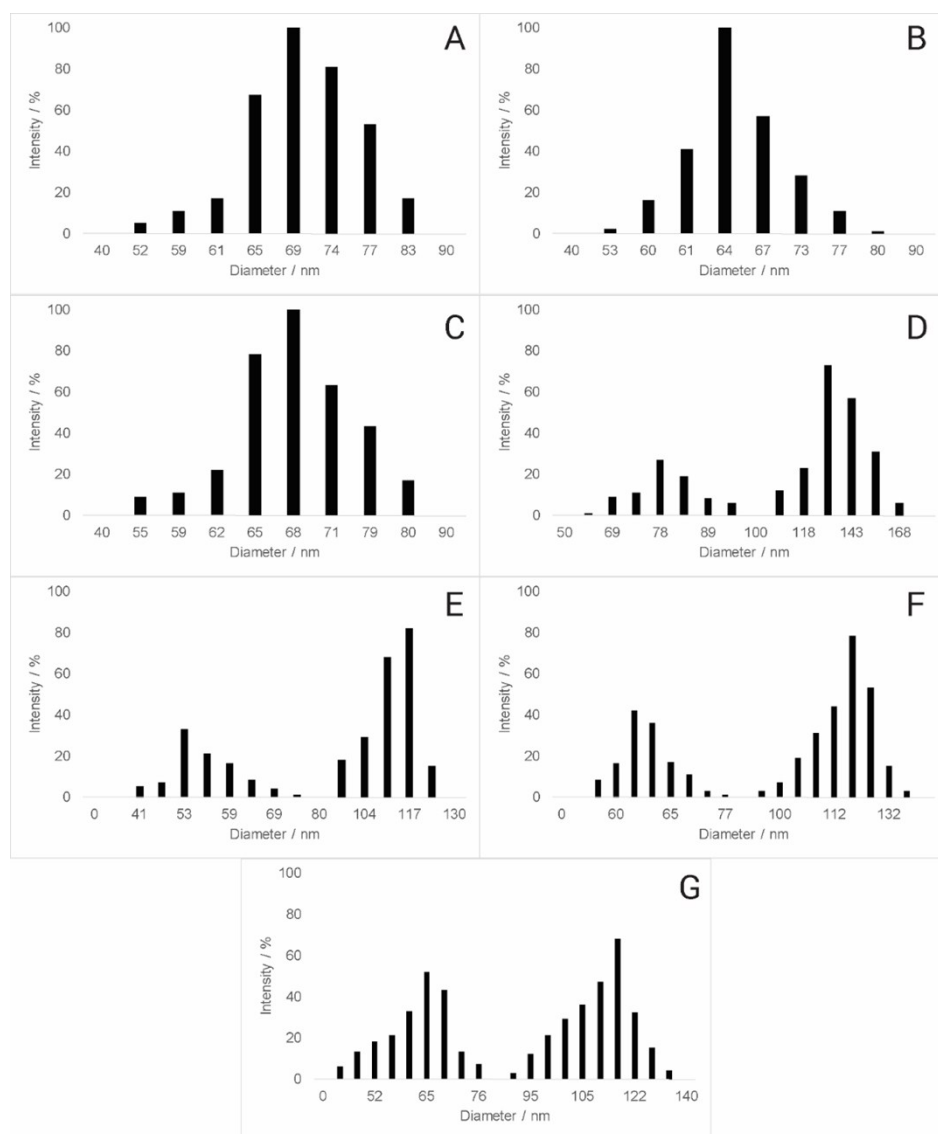 A
Intensity / %
100
80
60
40
20
0
40 52 59 61 65 69 74 77 83 90
Diameter / nm
B
Intensity / %
100
80
60
40
20
0
40 53 60 61 64 67 73 77 80 90
Diameter / nm
C
Intensity / %
100
80
60
40
20
0
40 55 59 62 65 68 71 79 80 90
Diameter / nm
D
Intensity / %
100
80
60
40
20
0
50 69 78 89 100 118 143 168
Diameter / nm
E
Intensity / %
100
80
60
40
20
0
0 41 53 59 69 80 104 117 130
Diameter / nm
F
Intensity / %
100
80
60
40
20
0
0 60 65 77 100 112 132
Diameter / nm
G
Intensity / %
100
80
60
40
20
0
0 52 65 76 95 105 122 140
Diameter / nm